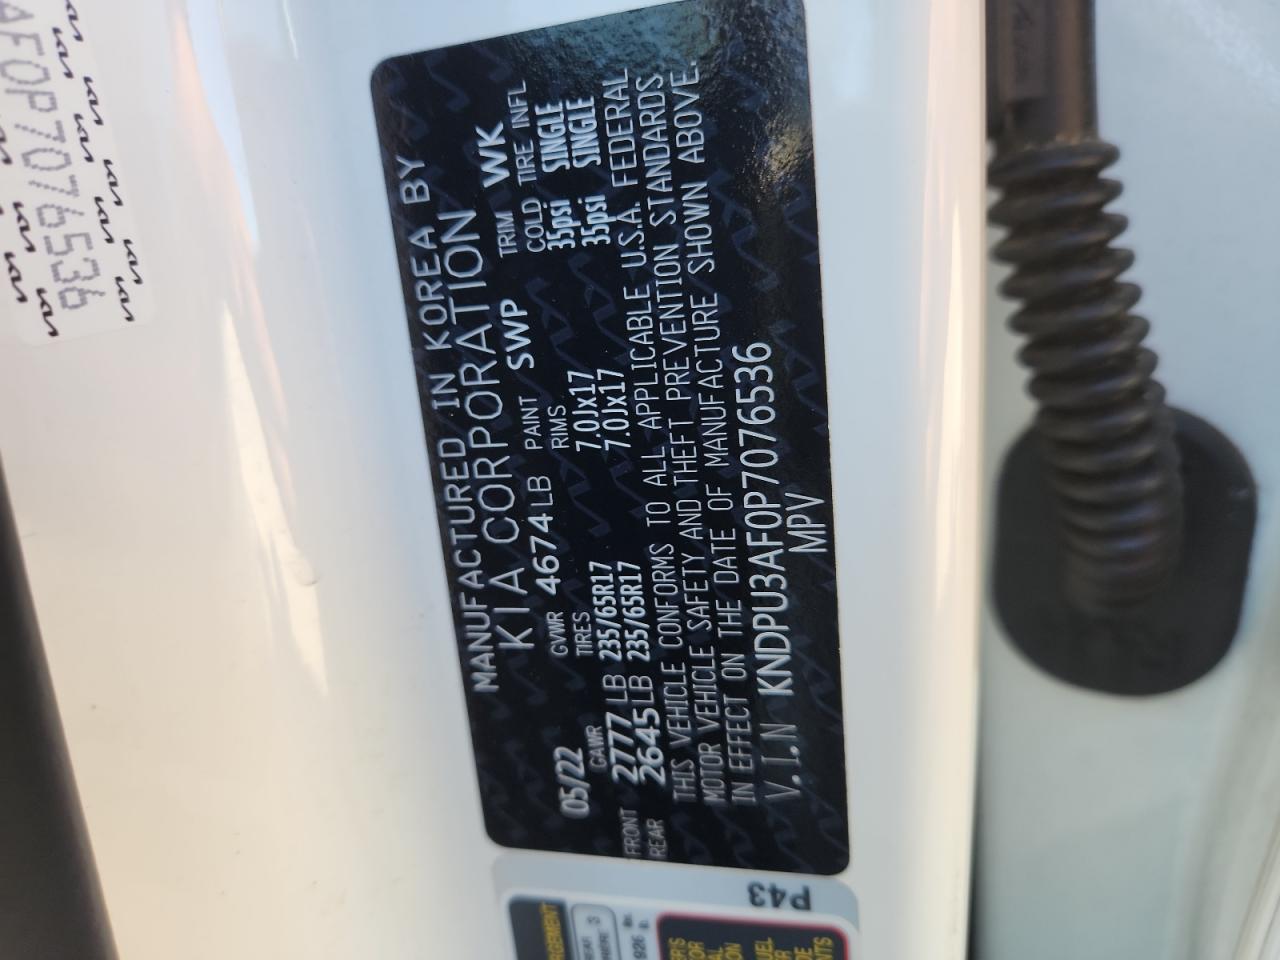 MANUFACTURED IN KOREA BY
KIA CORPORATION
05/22 GVWR 4674LB PAINT SWP TRIM WK
GAWR TIRES RIMS COLD TIRE INFL
FRONT 2777LB 235/65R17 7.0Jx17 35psi SINGLE
REAR 2645LB 235/65R17 7.0Jx17 35psi SINGLE
THIS VEHICLE CONFORMS TO ALL APPLICABLE U.S.A. FEDERAL
MOTOR VEHICLE SAFETY AND THEFT PREVENTION STANDARDS
IN EFFECT ON THE DATE OF MANUFACTURE SHOWN ABOVE.
V.I.N KNDPU3AF0P7076536
MPV
AF0P7076536
P43
926